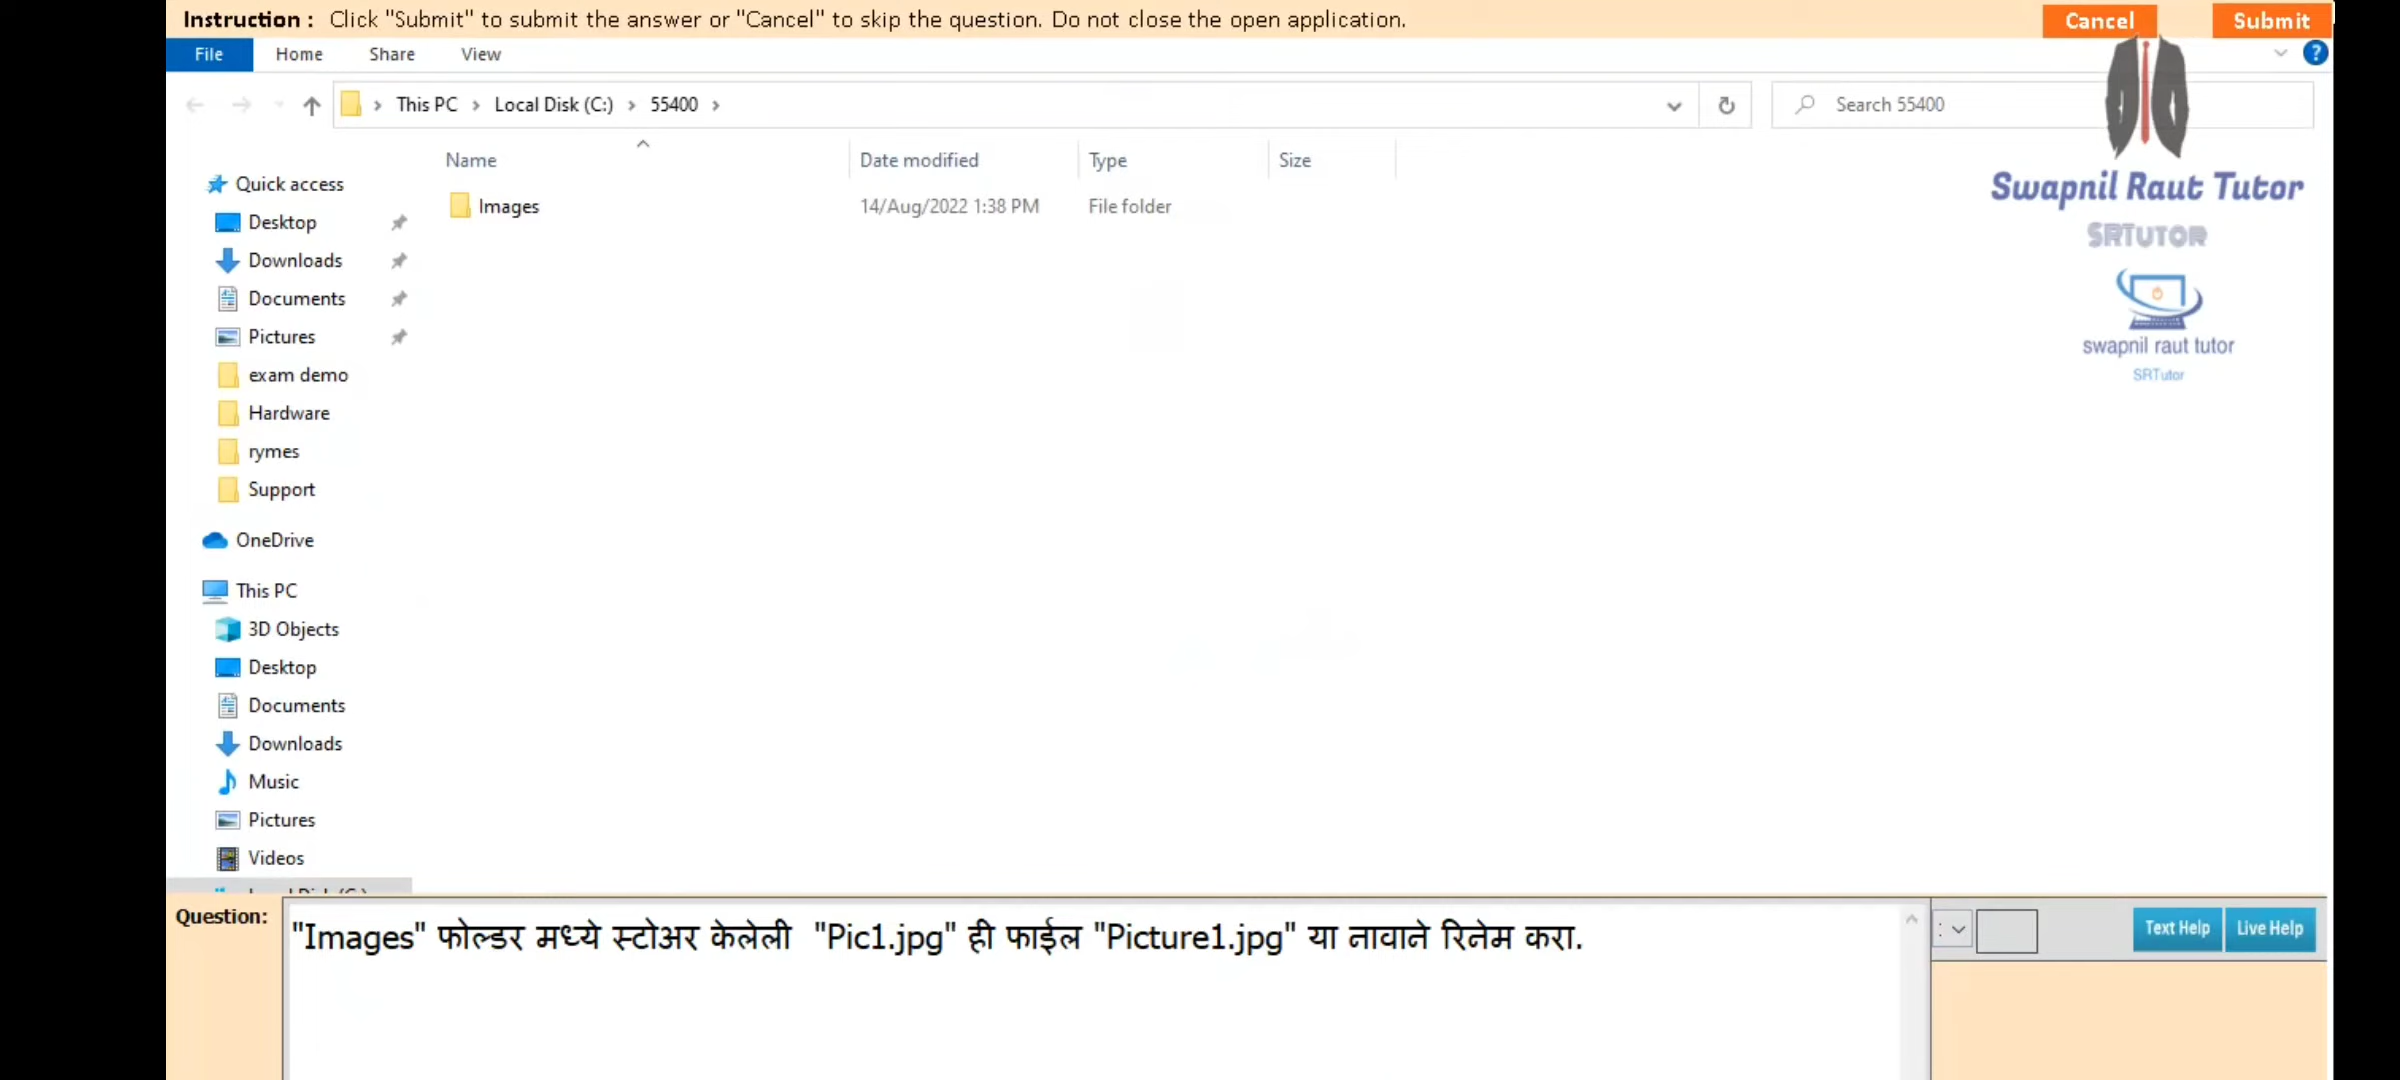 Instruction : Click "Submit" to submit the answer or "Cancel" to skip the question. Do not close the open application.
Cancel
Submit
File Home Share View
This PC Local Disk (C:) 55400
Search 55400
Name Date modified Type Size
Images 14/Aug/2022 1:38 PM File folder
Swapnil Raut Tutor
SRTUTOR
swapnil raut tutor
SRTutor
Quick access
Desktop
Downloads
Documents
Pictures
exam demo
Hardware
rymes
Support
OneDrive
This PC
3D Objects
Desktop
Documents
Downloads
Music
Pictures
Videos
Local Disk (C:)
Question:
"Images" फोल्डर मध्ये स्टोअर केलेली "Pic1.jpg" ही फाईल "Picture1.jpg" या नावाने रिनेम करा.
Text Help
Live Help